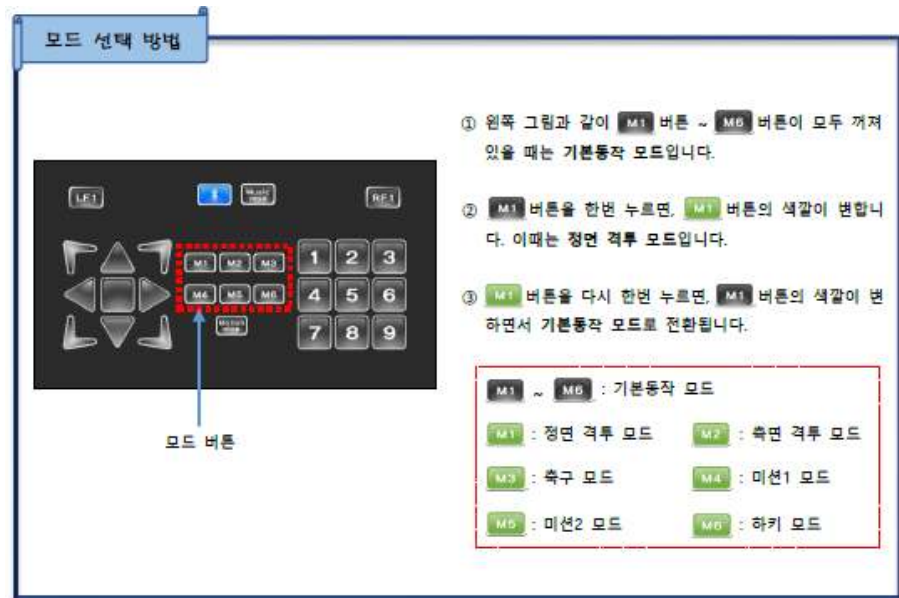 모드 선택 방법
① 왼쪽 그림과 같이 M1 버튼 ~ M6 버튼이 모두 꺼져
있을 때는 기본동작 모드입니다.
② M1 버튼을 한번 누르면, M1 버튼의 색깔이 변합니
다. 이때는 정면 격투 모드입니다.
③ M1 버튼을 다시 한번 누르면, M1 버튼의 색깔이 변
하면서 기본동작 모드로 전환됩니다.
LF1
Music
RF1
M1 M2 M3
M4 M5 M6
Motion
1 2 3
4 5 6
7 8 9
모드 버튼
M1 ~ M6 : 기본동작 모드
M1 : 정면 격투 모드 M2 : 측면 격투 모드
M3 : 축구 모드 M4 : 미션1 모드
M5 : 미션2 모드 M6 : 하키 모드